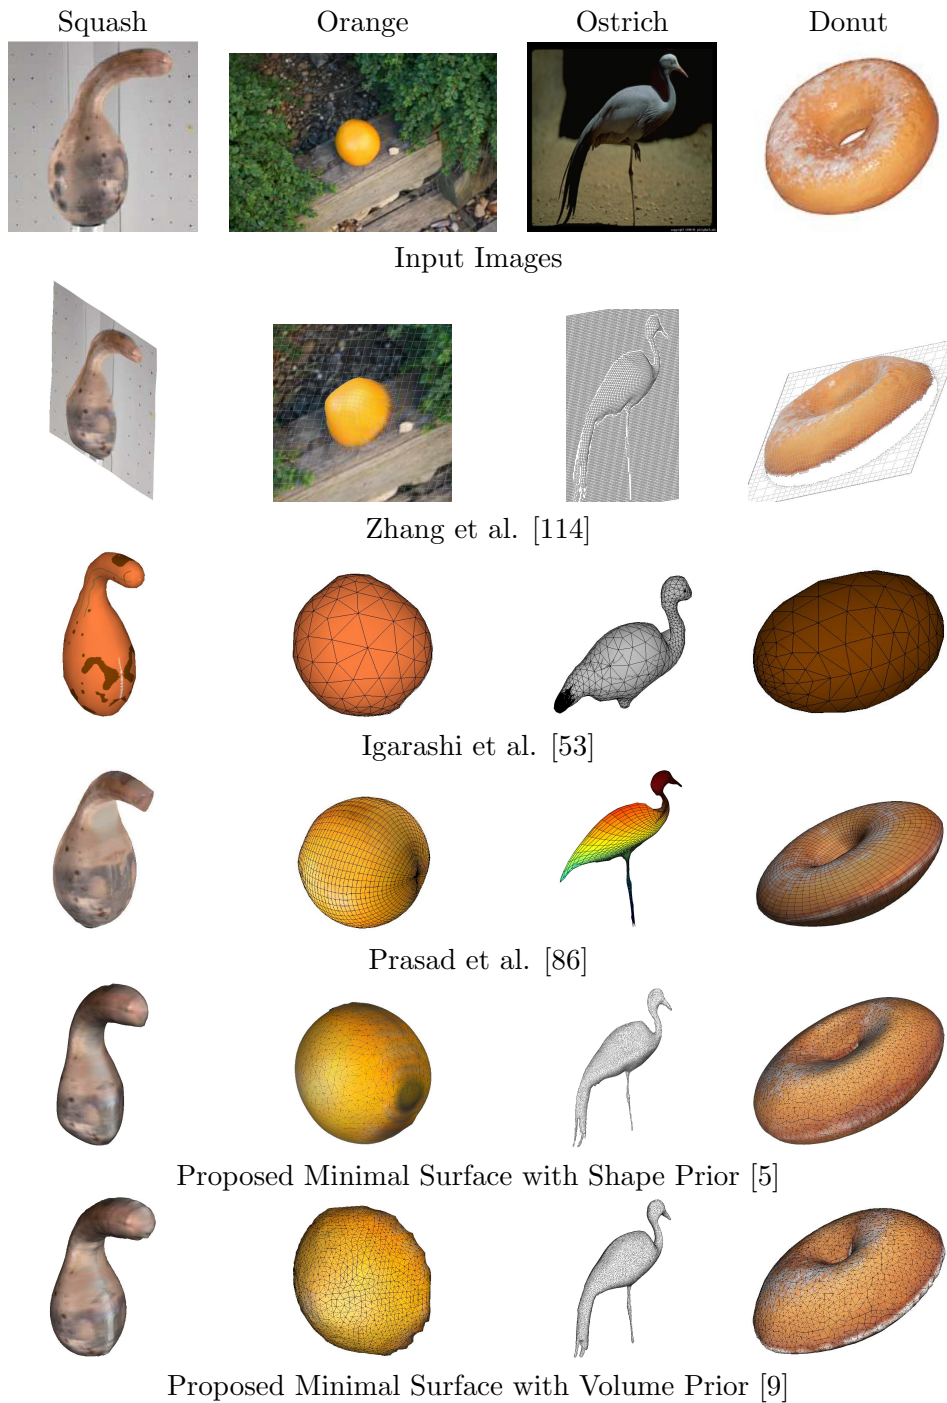 Squash Orange Ostrich Donut
Input Images
Zhang et al. [114]
Igarashi et al. [53]
Prasad et al. [86]
Proposed Minimal Surface with Shape Prior [5]
Proposed Minimal Surface with Volume Prior [9]